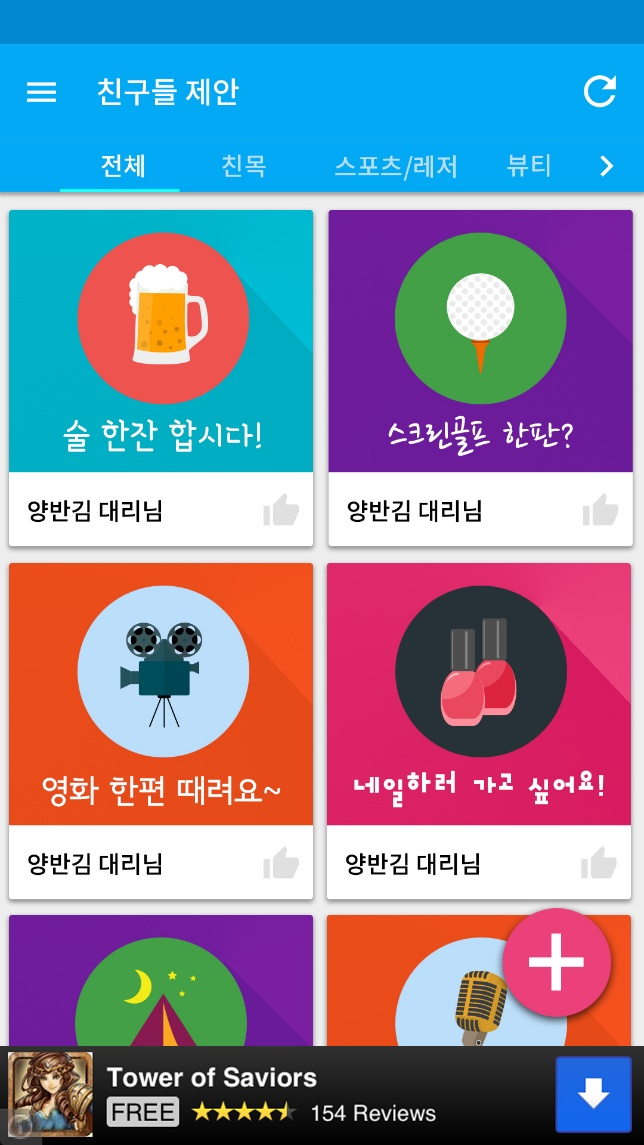 친구들 제안
전체 친목 스포츠/레저 뷰티
술 한잔 합시다!
스크린골프 한판?
양반김 대리님
양반김 대리님
영화 한편 때려요~
네일하러 가고 싶어요!
양반김 대리님
양반김 대리님
Tower of Saviors
FREE 154 Reviews